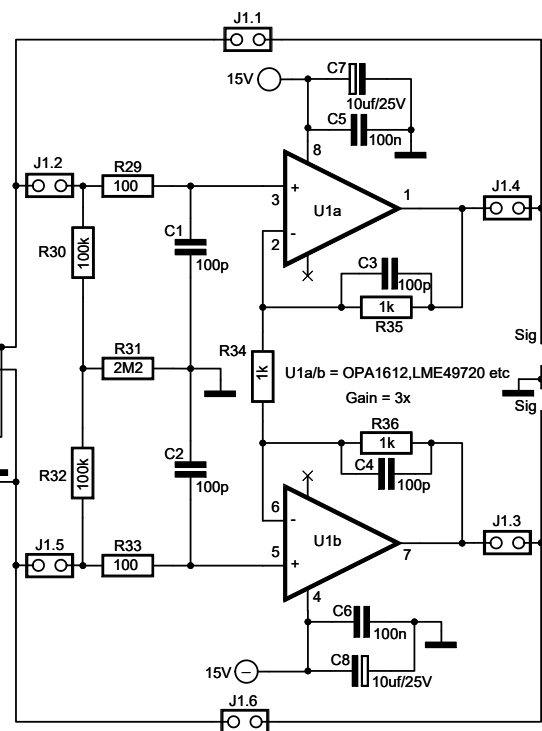 J1.1
C7
15V
10uf/25V
C5
100n
8
J1.2
R29
100
+
3
1
J1.4
U1a
-
2
C1
100p
R30
100k
C3
100p
1k
R35
R31
2M2
R34
1k
Sig
U1a/b = OPA1612,LME49720 etc
Gain = 3x
Sig
R36
1k
C4
100p
C2
100p
R32
100k
6
-
U1b
7
J1.3
J1.5
R33
100
5
+
4
C6
100n
15V
C8
10uf/25V
J1.6